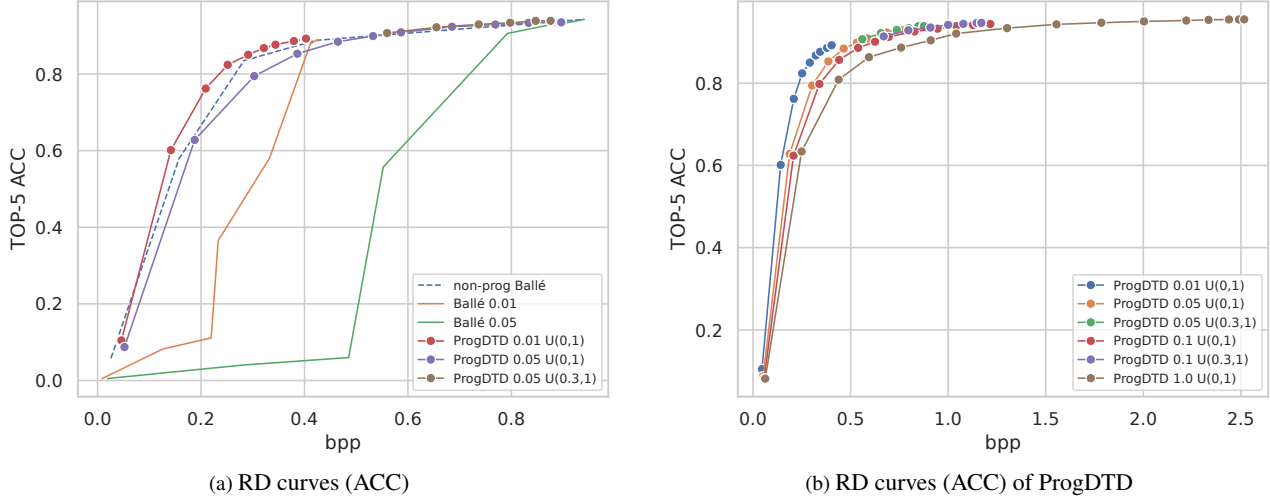 TOP-5 ACC
0.8
0.6
0.4
0.2
0.0
non-prog Ballé
Ballé 0.01
Ballé 0.05
ProgDTD 0.01 U(0,1)
ProgDTD 0.05 U(0,1)
ProgDTD 0.05 U(0.3,1)
0.0 0.2 0.4 0.6 0.8
bpp
(a) RD curves (ACC)
TOP-5 ACC
0.8
0.6
0.4
0.2
ProgDTD 0.01 U(0,1)
ProgDTD 0.05 U(0,1)
ProgDTD 0.05 U(0.3,1)
ProgDTD 0.1 U(0,1)
ProgDTD 0.1 U(0.3,1)
ProgDTD 1.0 U(0,1)
0.0 0.5 1.0 1.5 2.0 2.5
bpp
(b) RD curves (ACC) of ProgDTD